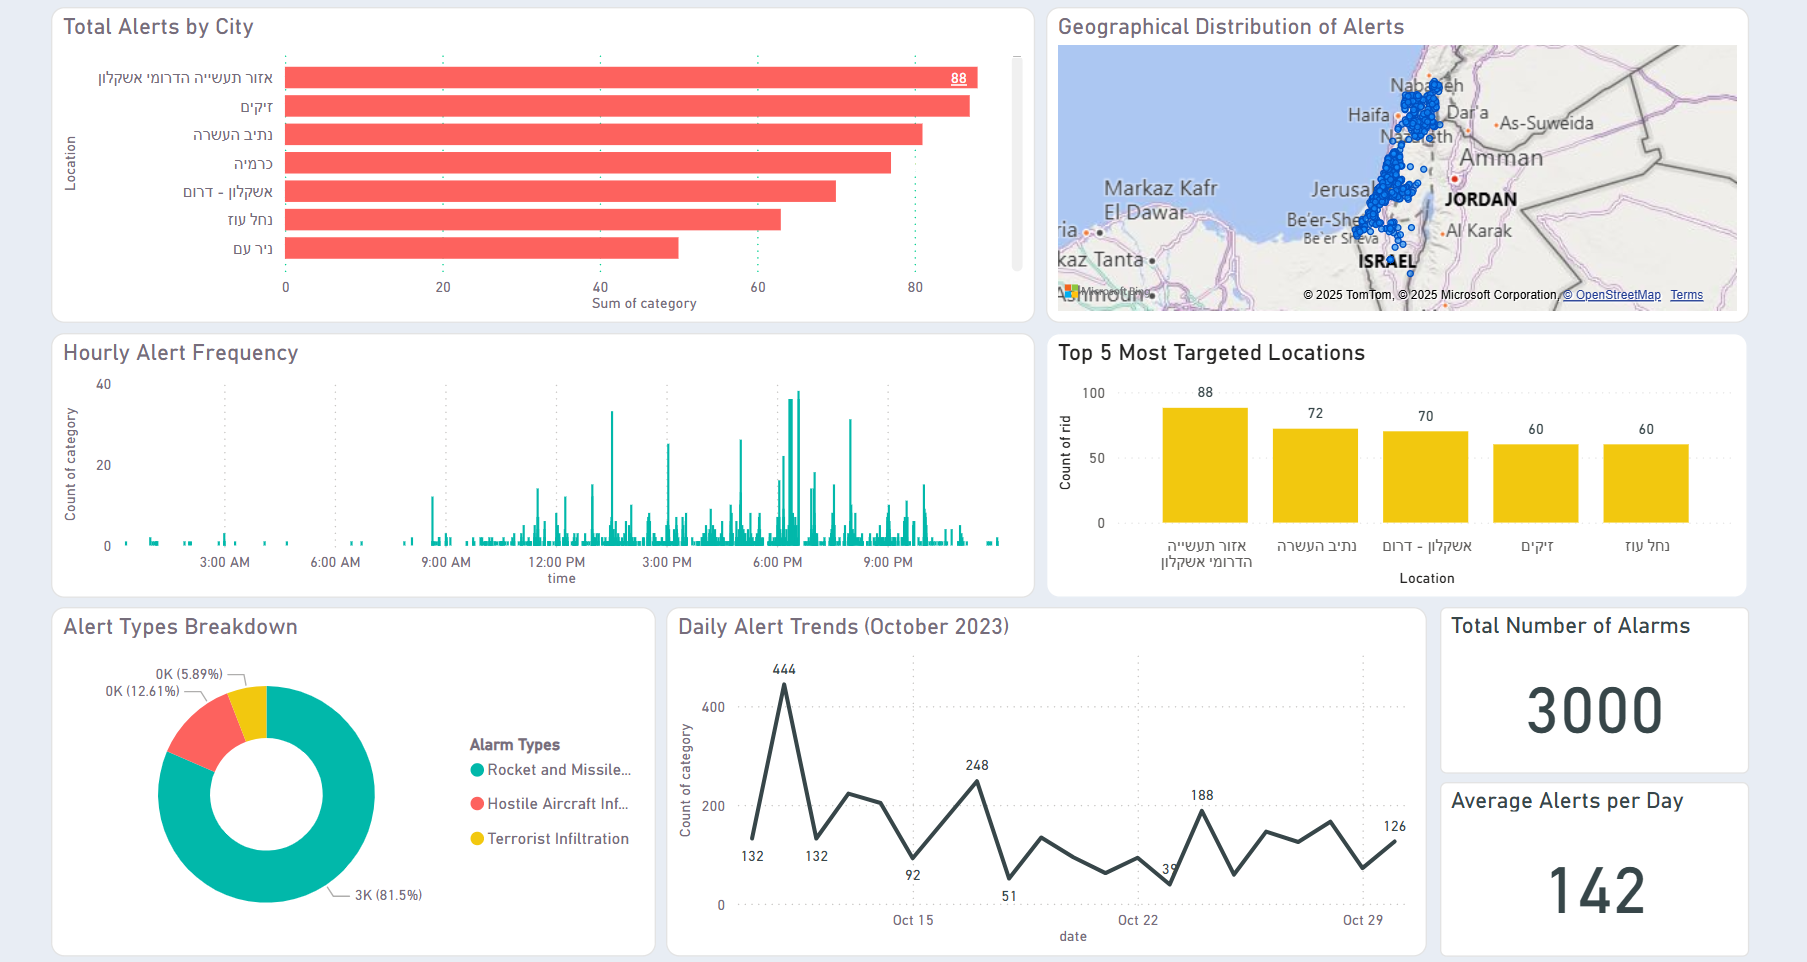 Total Alerts by City
Location
אזור תעשייה הדרומי אשקלון
88
זיקים
נתיב העשרה
כרמיה
אשקלון - דרום
נחל עוז
ניר עם
0 20 40 60 80
Sum of category
Geographical Distribution of Alerts
Nabatieh
Haifa
Dar'a
As-Suweida
Nazareth
Amman
Markaz Kafr
El Dawar
JORDAN
Be'er-She
Be'er Sheva
Al Karak
ria
kaz Tanta
ISRAEL
Ashmoun
Microsoft Bing
© 2025 TomTom, © 2025 Microsoft Corporation, © OpenStreetMap Terms
Hourly Alert Frequency
Count of category
40
20
0
3:00 AM 6:00 AM 9:00 AM 12:00 PM 3:00 PM 6:00 PM 9:00 PM
time
Top 5 Most Targeted Locations
Count of rid
100
50
0
88 72 70 60 60
אזור תעשייה הדרומי אשקלון
נתיב העשרה
אשקלון - דרום
זיקים
נחל עוז
Location
Alert Types Breakdown
0K (5.89%)
0K (12.61%)
3K (81.5%)
Alarm Types
Rocket and Missile...
Hostile Aircraft Inf...
Terrorist Infiltration
Daily Alert Trends (October 2023)
Count of category
400
200
0
132 444 132 92 248 51 39 188 126
Oct 15 Oct 22 Oct 29
date
Total Number of Alarms
3000
Average Alerts per Day
142